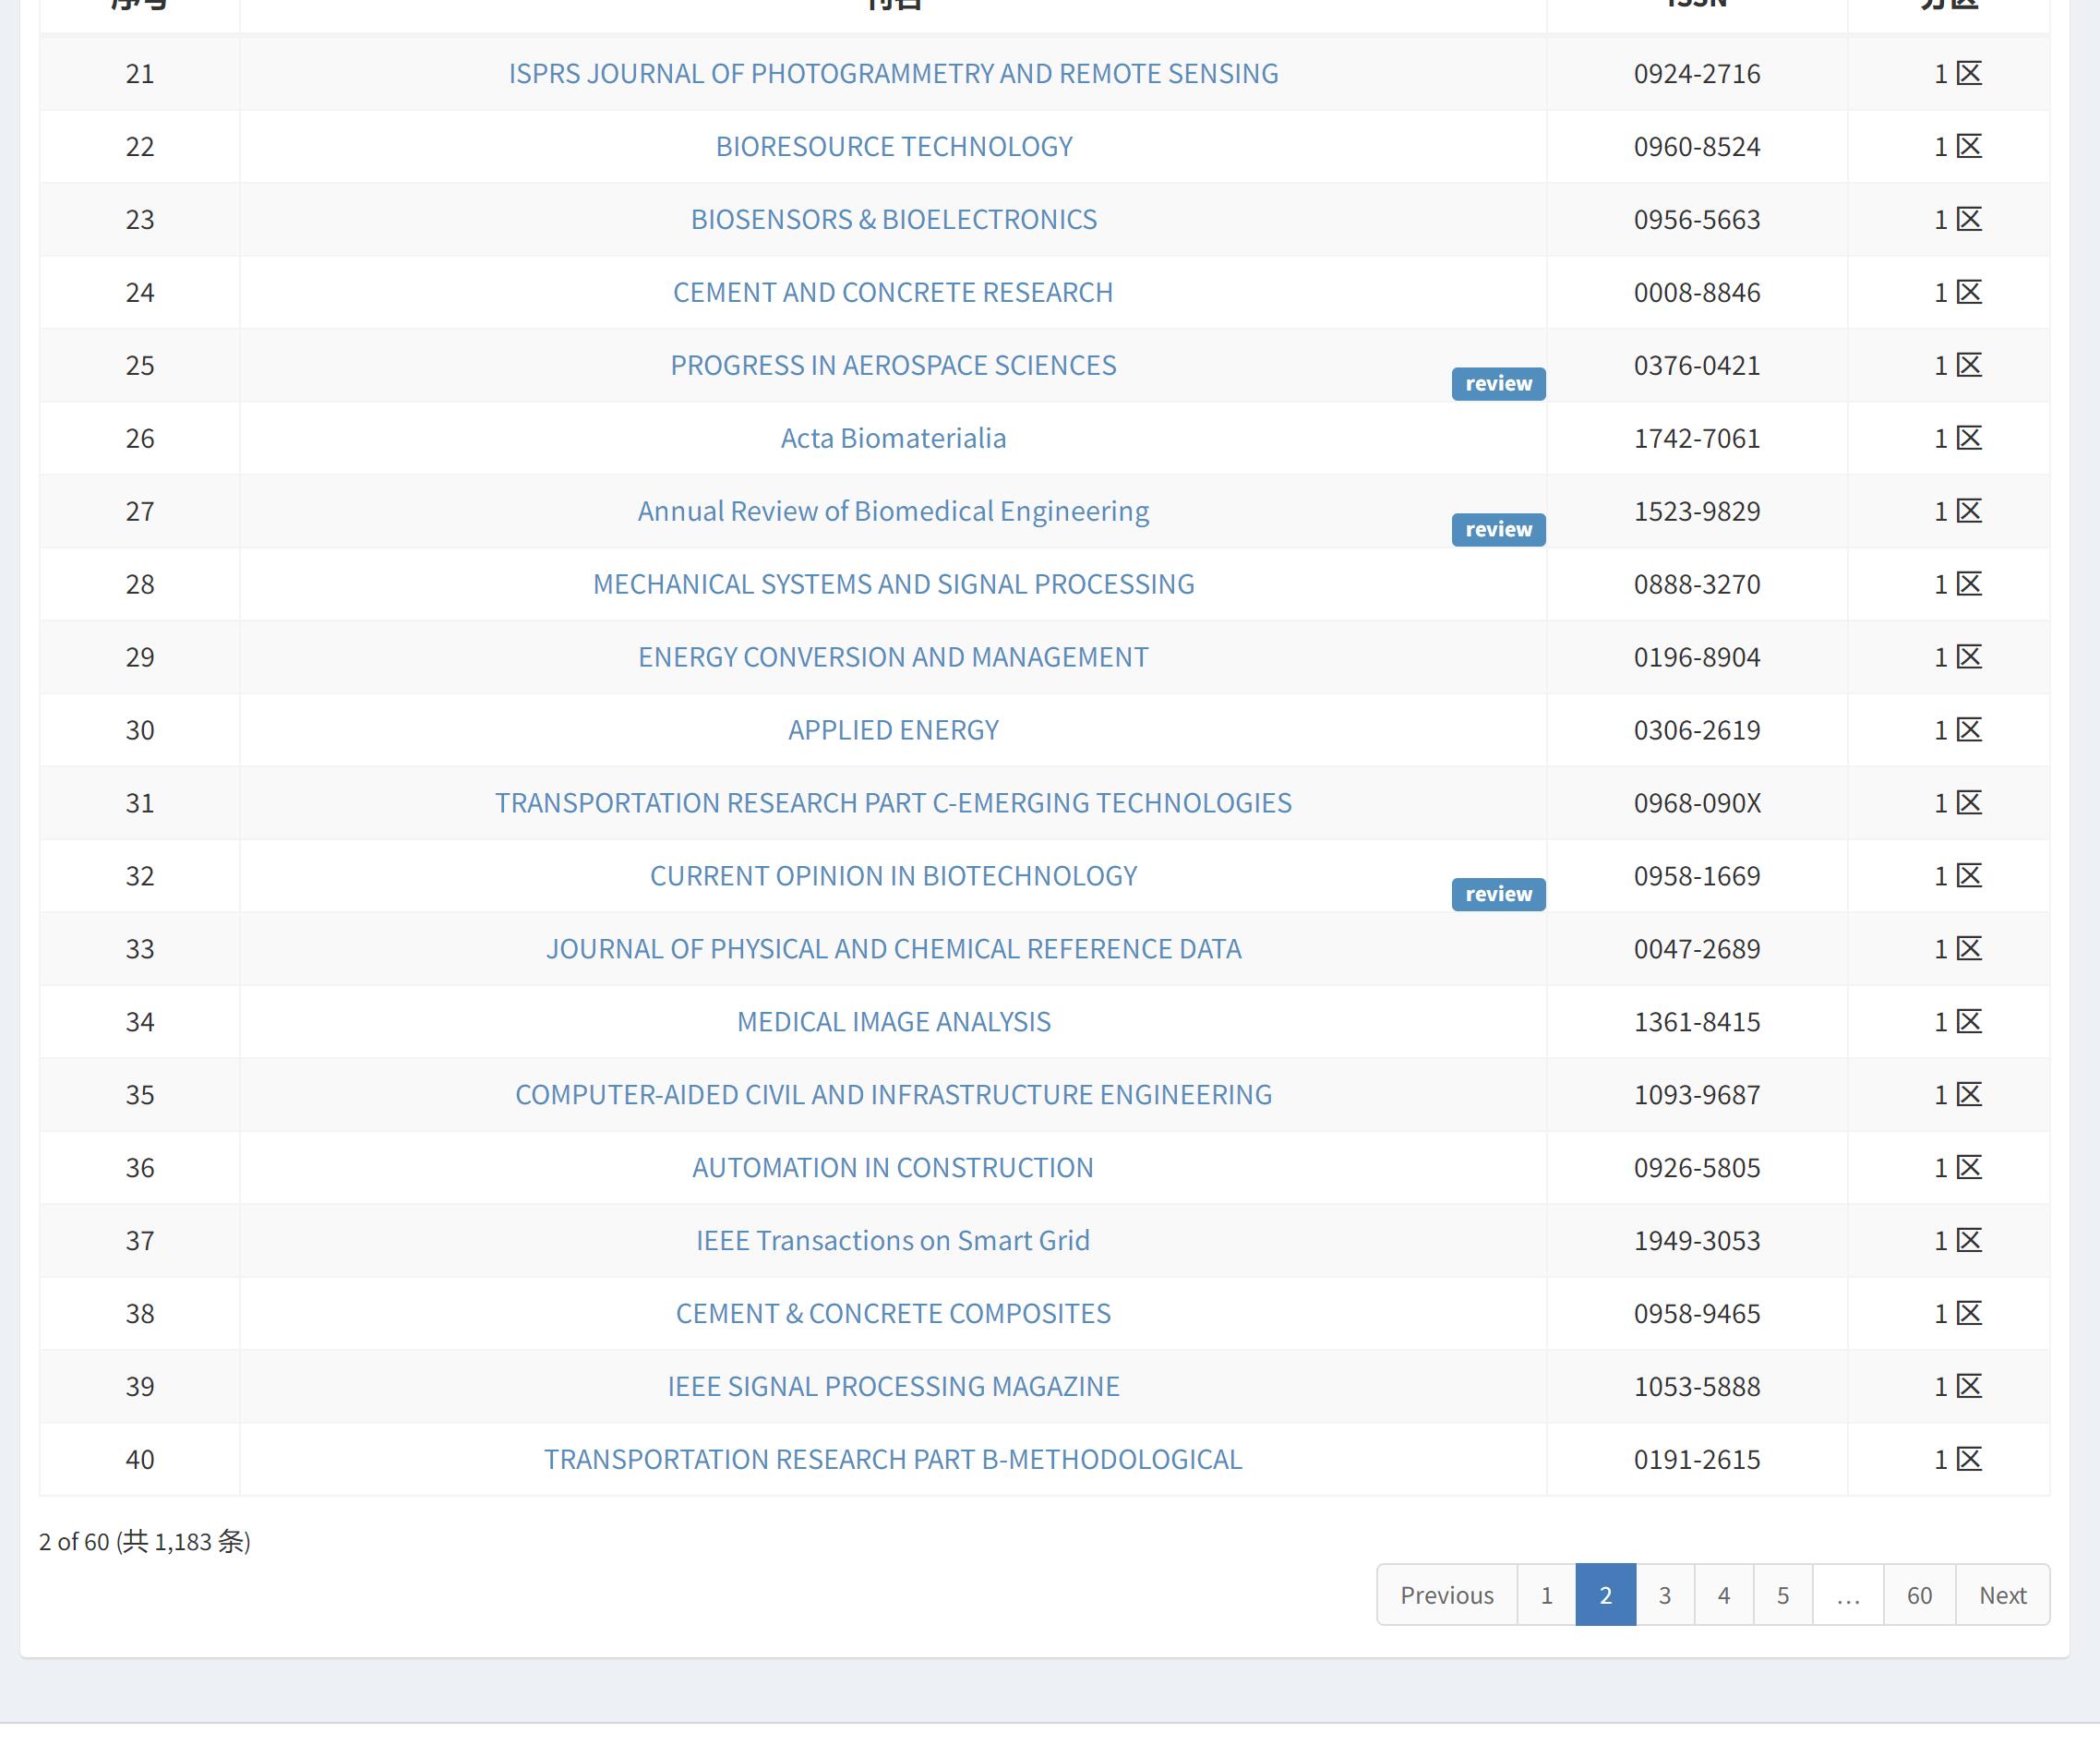 序号 刊名 ISSN 分区
21 ISPRS JOURNAL OF PHOTOGRAMMETRY AND REMOTE SENSING 0924-2716 1 区
22 BIORESOURCE TECHNOLOGY 0960-8524 1 区
23 BIOSENSORS & BIOELECTRONICS 0956-5663 1 区
24 CEMENT AND CONCRETE RESEARCH 0008-8846 1 区
25 PROGRESS IN AEROSPACE SCIENCES review 0376-0421 1 区
26 Acta Biomaterialia 1742-7061 1 区
27 Annual Review of Biomedical Engineering review 1523-9829 1 区
28 MECHANICAL SYSTEMS AND SIGNAL PROCESSING 0888-3270 1 区
29 ENERGY CONVERSION AND MANAGEMENT 0196-8904 1 区
30 APPLIED ENERGY 0306-2619 1 区
31 TRANSPORTATION RESEARCH PART C-EMERGING TECHNOLOGIES 0968-090X 1 区
32 CURRENT OPINION IN BIOTECHNOLOGY review 0958-1669 1 区
33 JOURNAL OF PHYSICAL AND CHEMICAL REFERENCE DATA 0047-2689 1 区
34 MEDICAL IMAGE ANALYSIS 1361-8415 1 区
35 COMPUTER-AIDED CIVIL AND INFRASTRUCTURE ENGINEERING 1093-9687 1 区
36 AUTOMATION IN CONSTRUCTION 0926-5805 1 区
37 IEEE Transactions on Smart Grid 1949-3053 1 区
38 CEMENT & CONCRETE COMPOSITES 0958-9465 1 区
39 IEEE SIGNAL PROCESSING MAGAZINE 1053-5888 1 区
40 TRANSPORTATION RESEARCH PART B-METHODOLOGICAL 0191-2615 1 区
2 of 60 (共 1,183 条)
Previous 1 2 3 4 5 … 60 Next